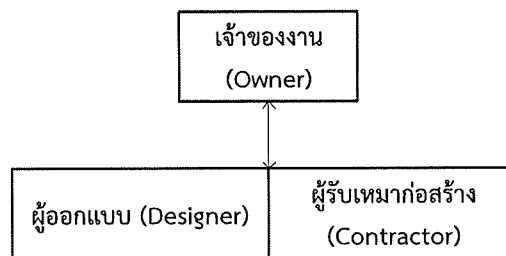 เจ้าของงาน
(Owner)
ผู้ออกแบบ (Designer)
ผู้รับเหมาก่อสร้าง
(Contractor)